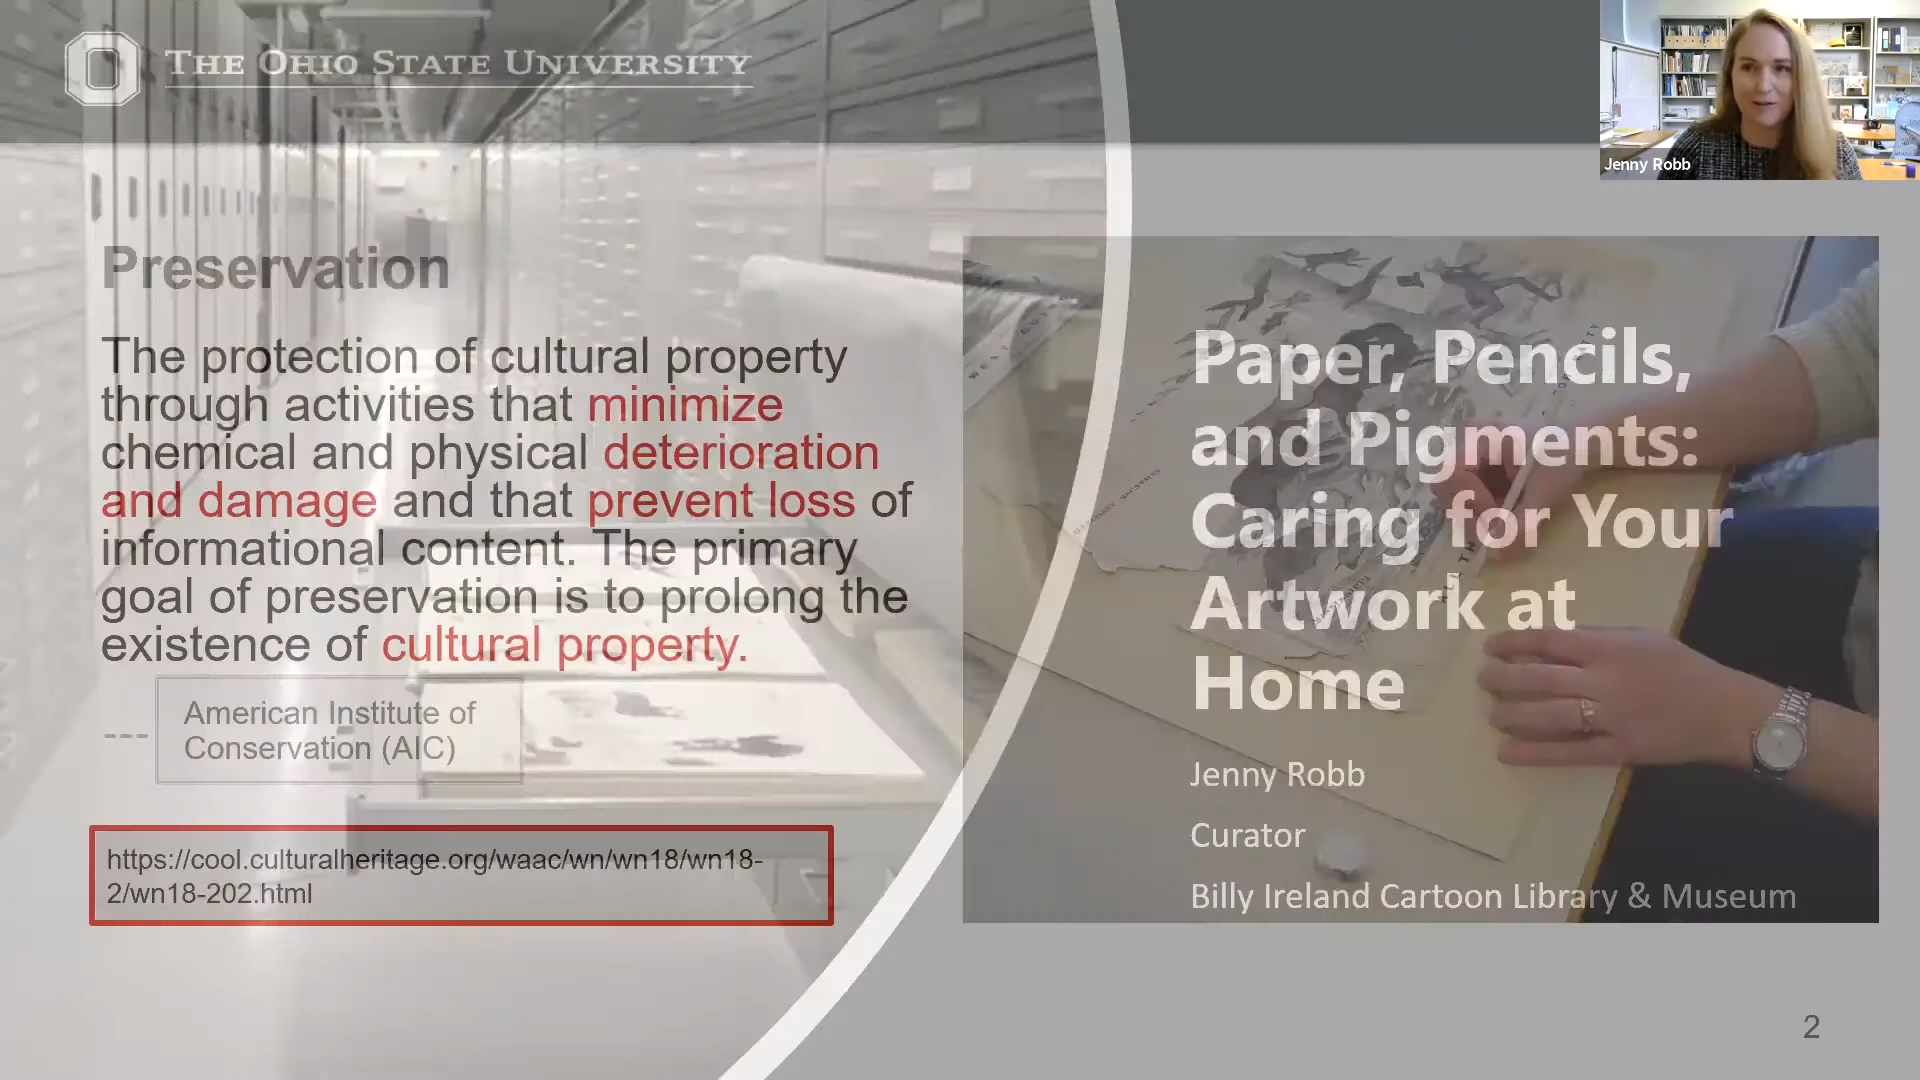 THE OHIO STATE UNIVERSITY
Jenny Robb
Preservation
The protection of cultural property
through activities that minimize
chemical and physical deterioration
and damage and that prevent loss of
informational content. The primary
goal of preservation is to prolong the
existence of cultural property.
---
American Institute of
Conservation (AIC)
https://cool.culturalheritage.org/waac/wn/wn18/wn18-
2/wn18-202.html
Paper, Pencils,
and Pigments:
Caring for Your
Artwork at
Home
Jenny Robb
Curator
Billy Ireland Cartoon Library & Museum
2